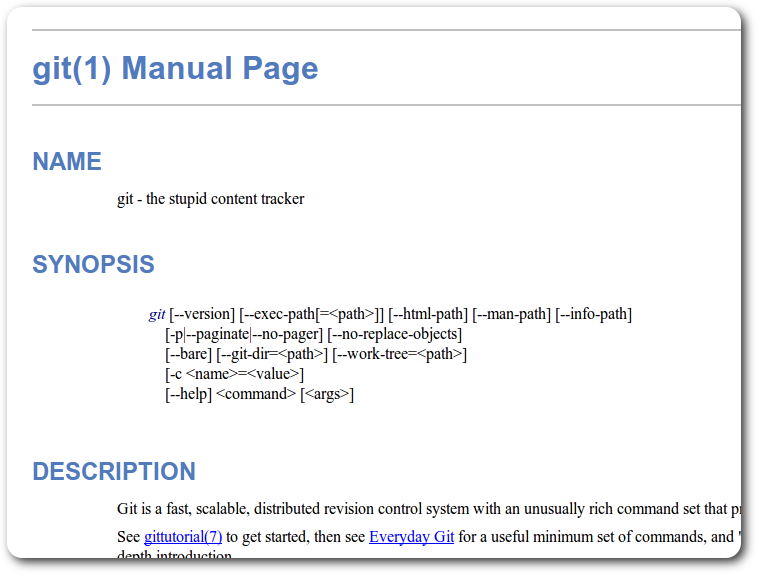 git(1) Manual Page
NAME
git - the stupid content tracker
SYNOPSIS
git [--version] [--exec-path[=<path>]] [--html-path] [--man-path] [--info-path]
[-p|--paginate|--no-pager] [--no-replace-objects]
[--bare] [--git-dir=<path>] [--work-tree=<path>]
[-c <name>=<value>]
[--help] <command> [<args>]
DESCRIPTION
Git is a fast, scalable, distributed revision control system with an unusually rich command set that
See gittutorial(7) to get started, then see Everyday Git for a useful minimum set of commands, and
depth introduction